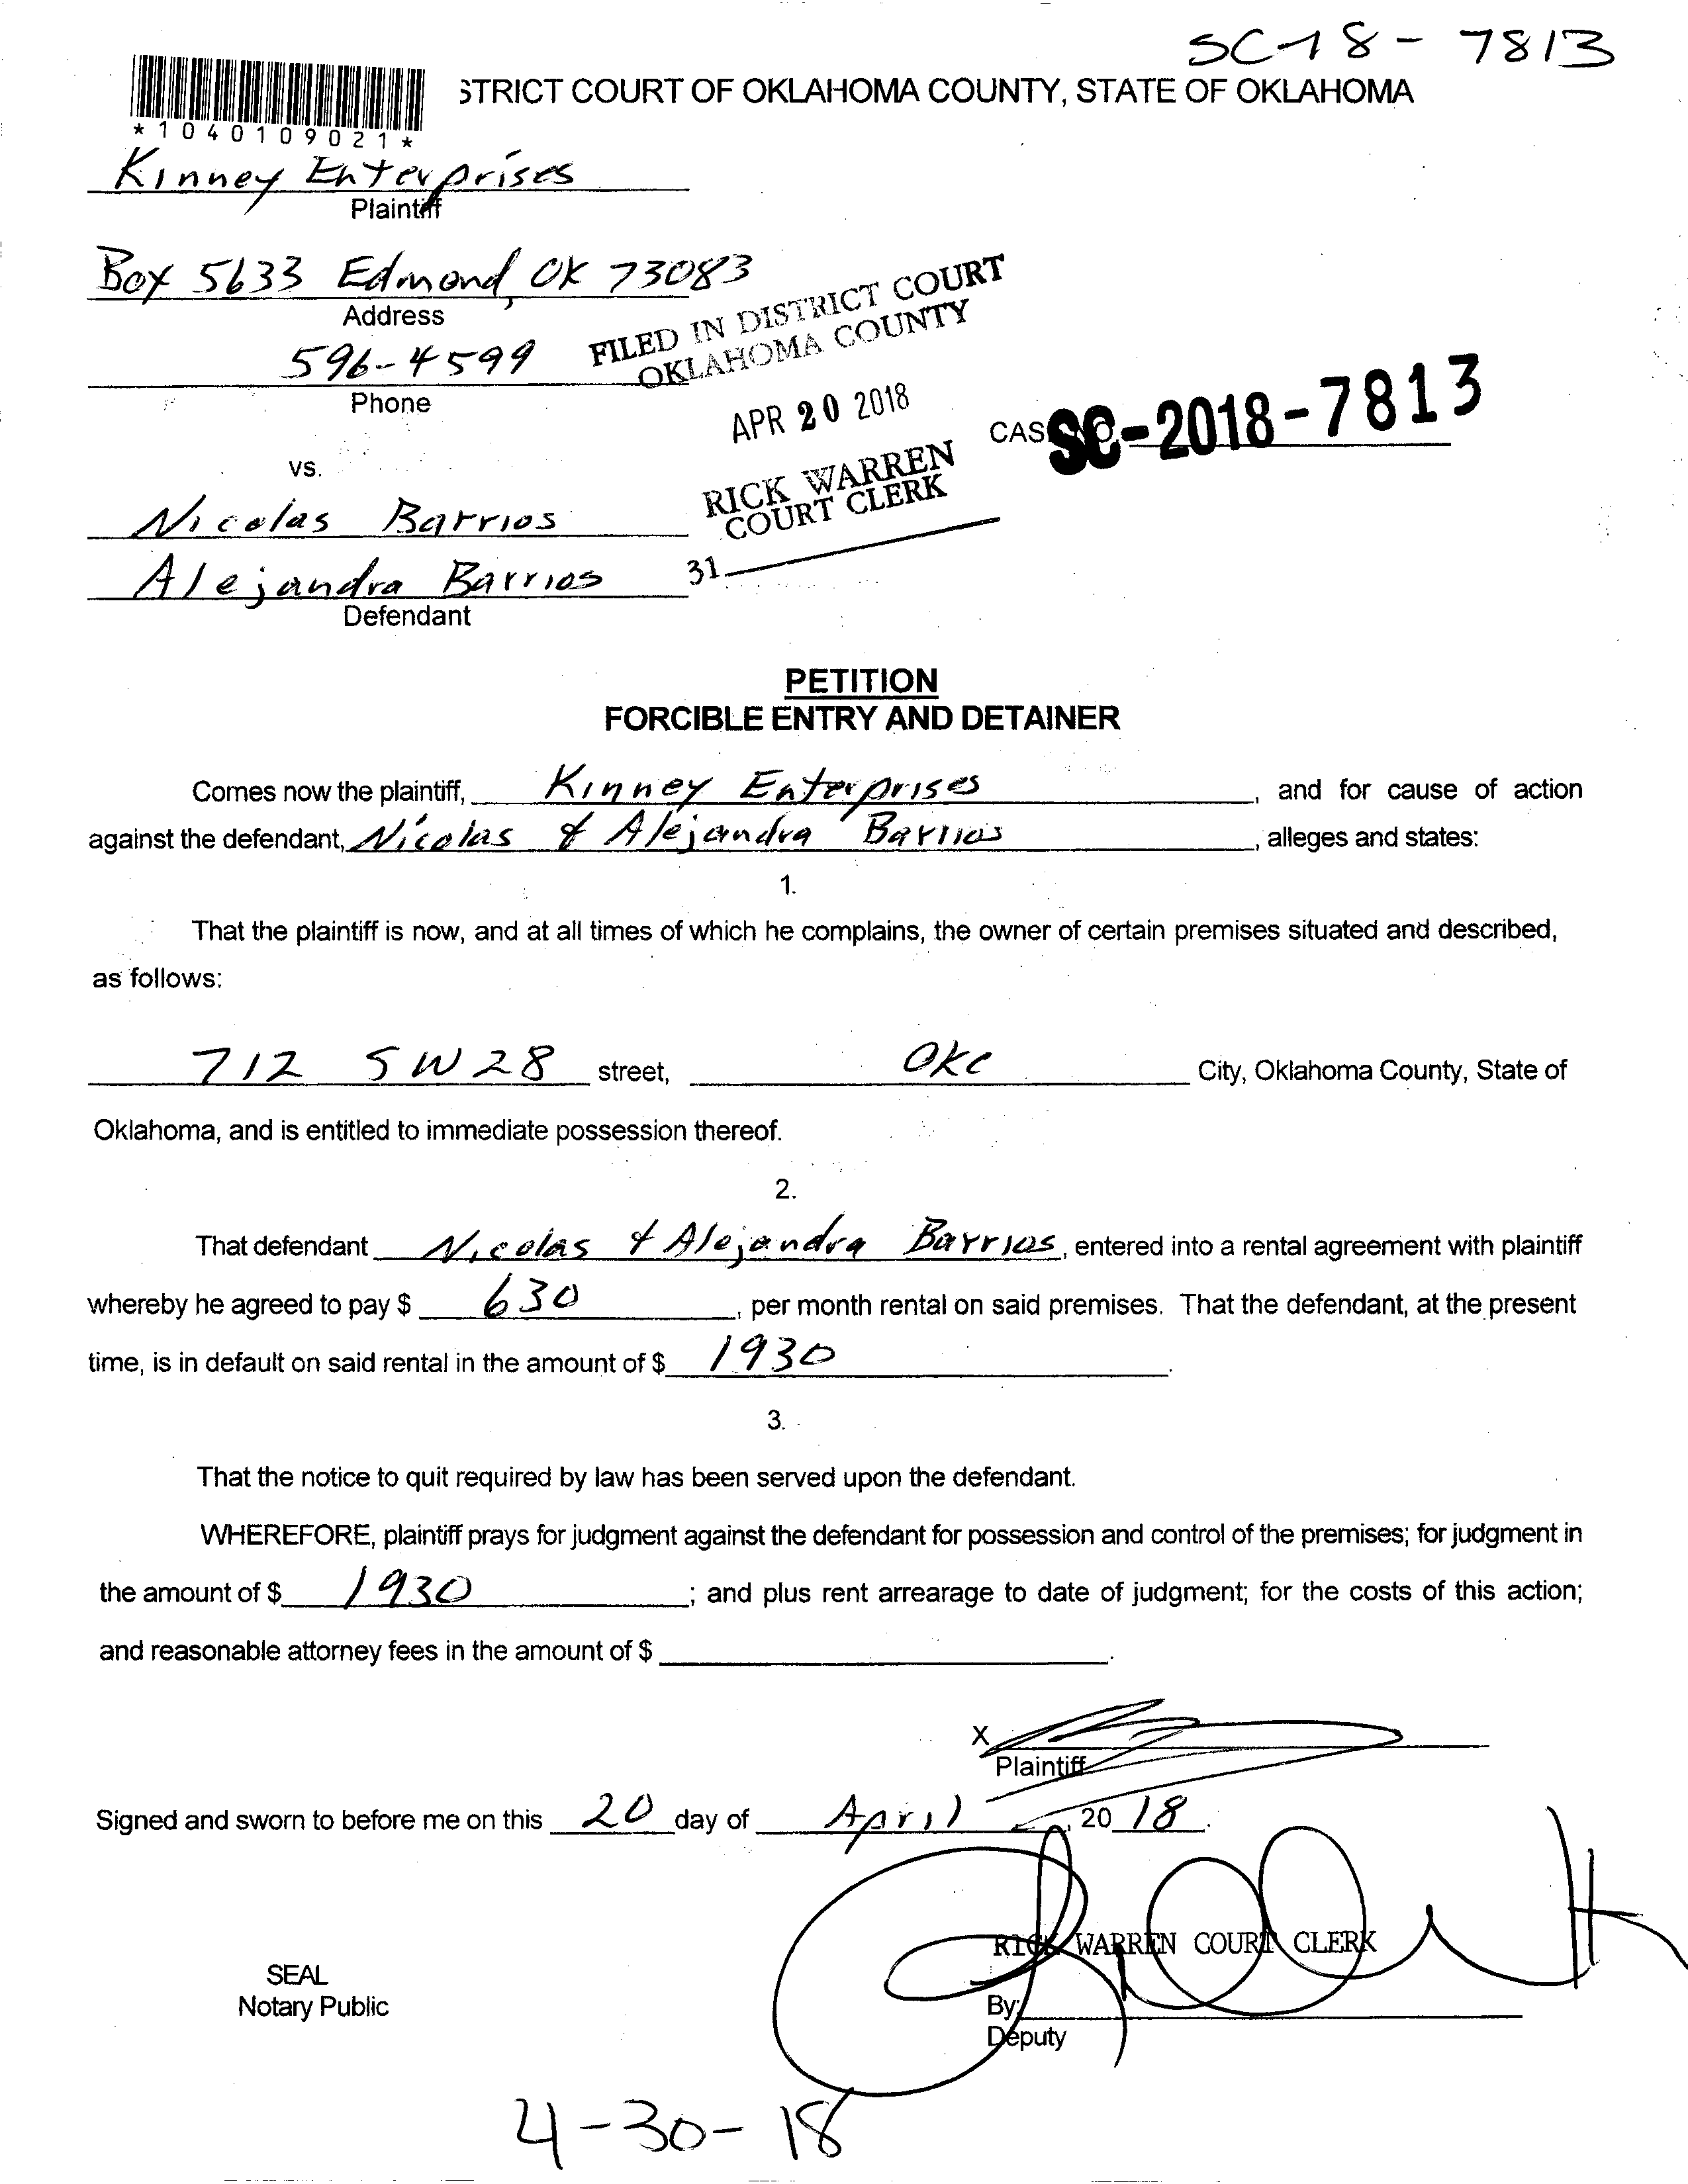 SC-18-7813
STRICT COURT OF OKLAHOMA COUNTY, STATE OF OKLAHOMA
*1040109021*
Kinney Enterprises
Plaintiff
Box 5633 Edmond, OK 73083
Address
596-4599
Phone
FILED IN DISTRICT COURT
OKLAHOMA COUNTY
APR 20 2018
RICK WARREN
COURT CLERK
31
CASE NO. SC-2018-7813
vs.
Nicolas Barrios
Alejandra Barrios
Defendant
PETITION
FORCIBLE ENTRY AND DETAINER
Comes now the plaintiff, Kinney Enterprises, and for cause of action
against the defendant, Nicolas & Alejandra Barrios, alleges and states:
1.
That the plaintiff is now, and at all times of which he complains, the owner of certain premises situated and described,
as follows:
712 SW 28 street, OKC City, Oklahoma County, State of
Oklahoma, and is entitled to immediate possession thereof.
2.
That defendant Nicolas & Alejandra Barrios, entered into a rental agreement with plaintiff
whereby he agreed to pay $ 630, per month rental on said premises. That the defendant, at the present
time, is in default on said rental in the amount of $ 1930.
3.
That the notice to quit required by law has been served upon the defendant.
WHEREFORE, plaintiff prays for judgment against the defendant for possession and control of the premises; for judgment in
the amount of $ 1930; and plus rent arrearage to date of judgment; for the costs of this action;
and reasonable attorney fees in the amount of $ .
X
Plaintiff
Signed and sworn to before me on this 20 day of April, 20 18.
RICK WARREN COURT CLERK
SEAL
Notary Public
By:
Deputy
4-30-18